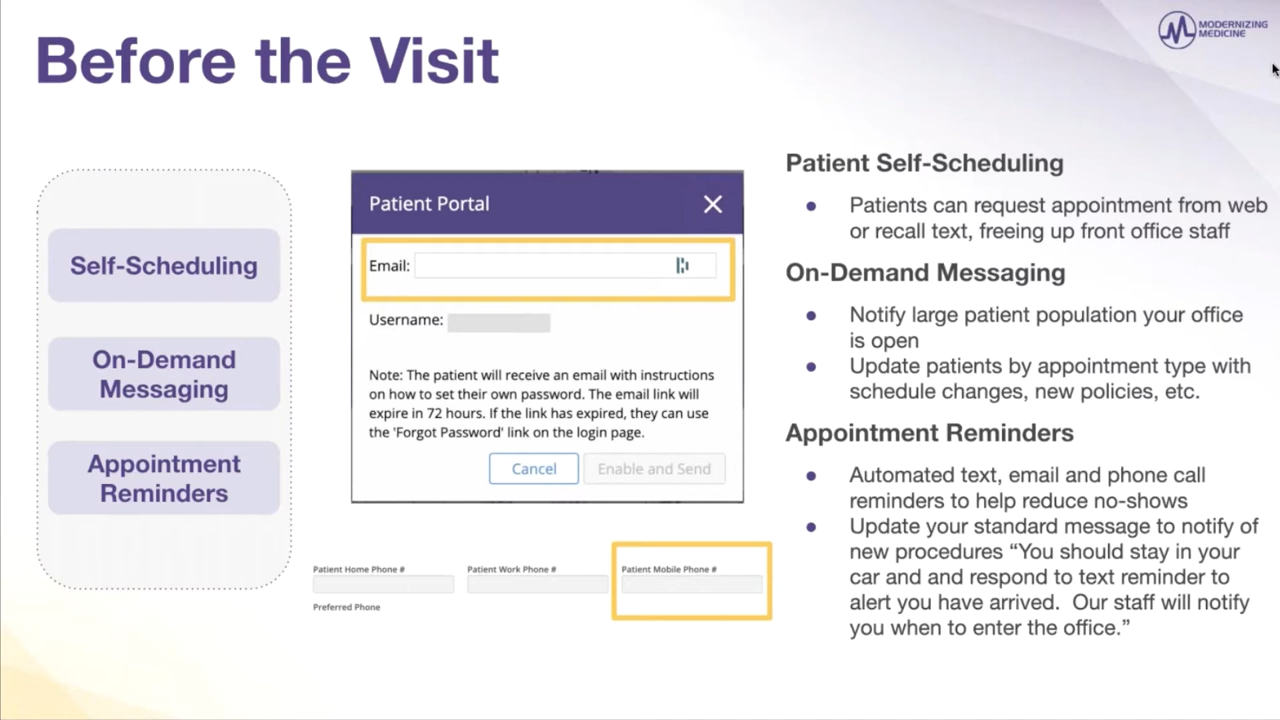 Before the Visit
MODERNIZING
MEDICINE
Self-Scheduling
On-Demand
Messaging
Appointment
Reminders
Patient Portal
Email:
Username:
Note: The patient will receive an email with instructions
on how to set their own password. The email link will
expire in 72 hours. If the link has expired, they can use
the 'Forgot Password' link on the login page.
Cancel
Enable and Send
Patient Home Phone #
Patient Work Phone #
Patient Mobile Phone #
Preferred Phone
Patient Self-Scheduling
● Patients can request appointment from web
or recall text, freeing up front office staff
On-Demand Messaging
● Notify large patient population your office
is open
● Update patients by appointment type with
schedule changes, new policies, etc.
Appointment Reminders
● Automated text, email and phone call
reminders to help reduce no-shows
● Update your standard message to notify of
new procedures “You should stay in your
car and and respond to text reminder to
alert you have arrived.  Our staff will notify
you when to enter the office.”